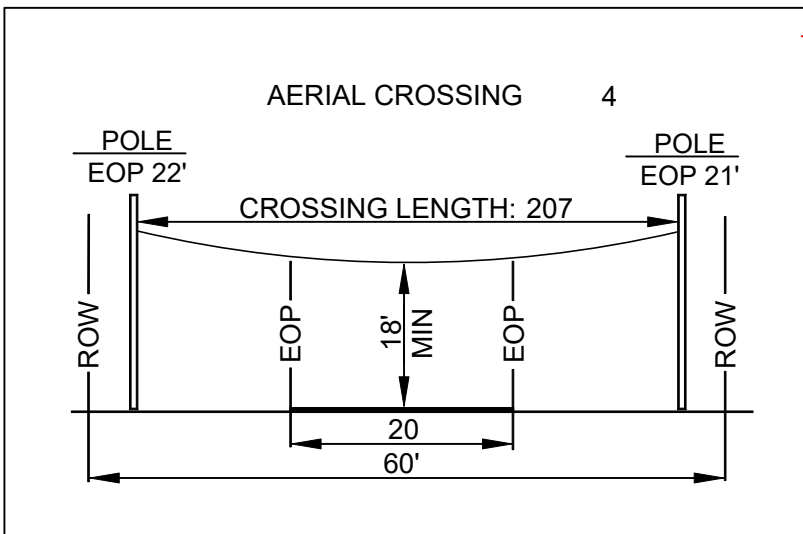 AERIAL CROSSING 4
POLE
EOP 22'
POLE
EOP 21'
CROSSING LENGTH: 207
ROW
EOP
18'
MIN
EOP
ROW
20
60'